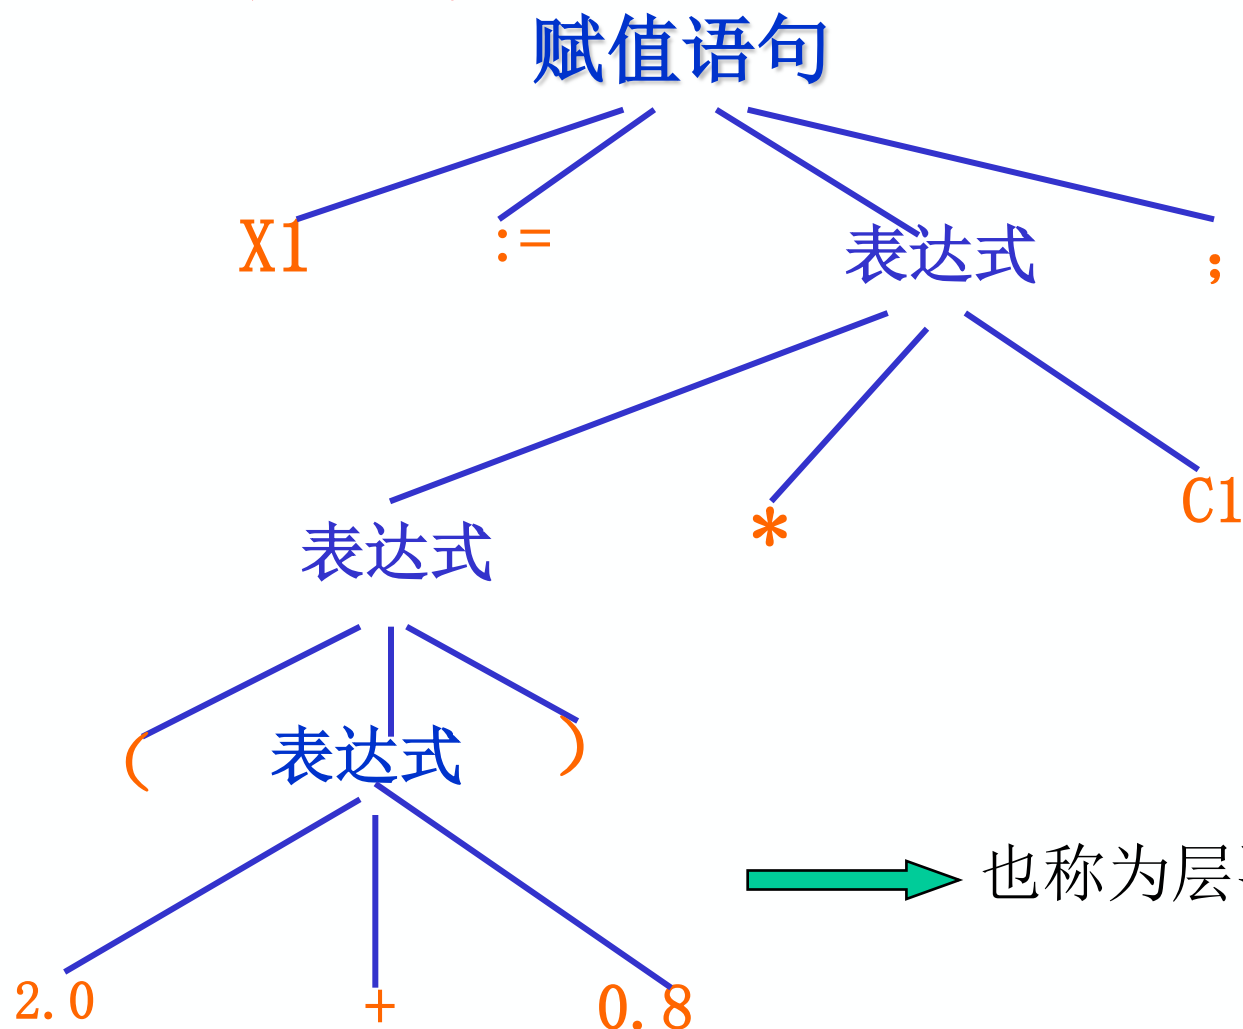 赋值语句
X1 := 表达式 ;
表达式 * C1
( 表达式 )
也称为层
2.0 + 0.8